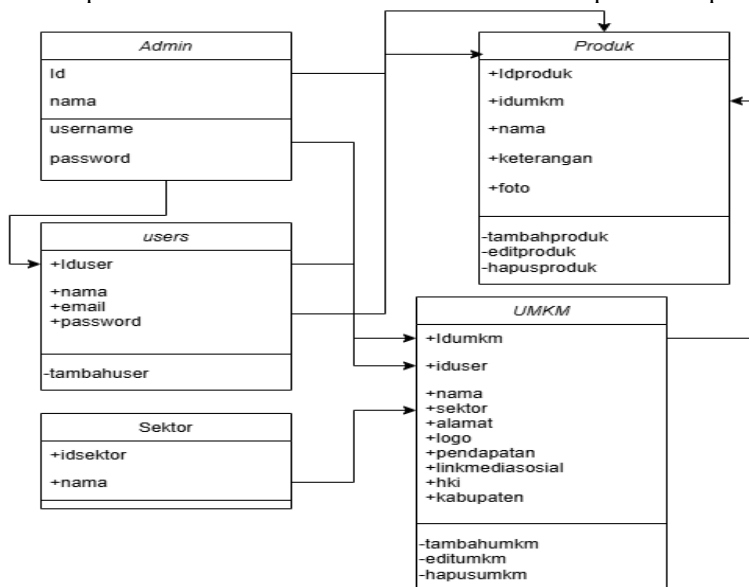 Admin
Id
nama
username
password
users
+Iduser
+nama
+email
+password
-tambahuser
Sektor
+idsektor
+nama
Produk
+Idproduk
+idumkm
+nama
+keterangan
+foto
-tambahproduk
-editproduk
-hapusproduk
UMKM
+Idumkm
+iduser
+nama
+sektor
+alamat
+logo
+pendapatan
+linkmediasosial
+hki
+kabupaten
-tambahumkm
-editumkm
-hapusumkm